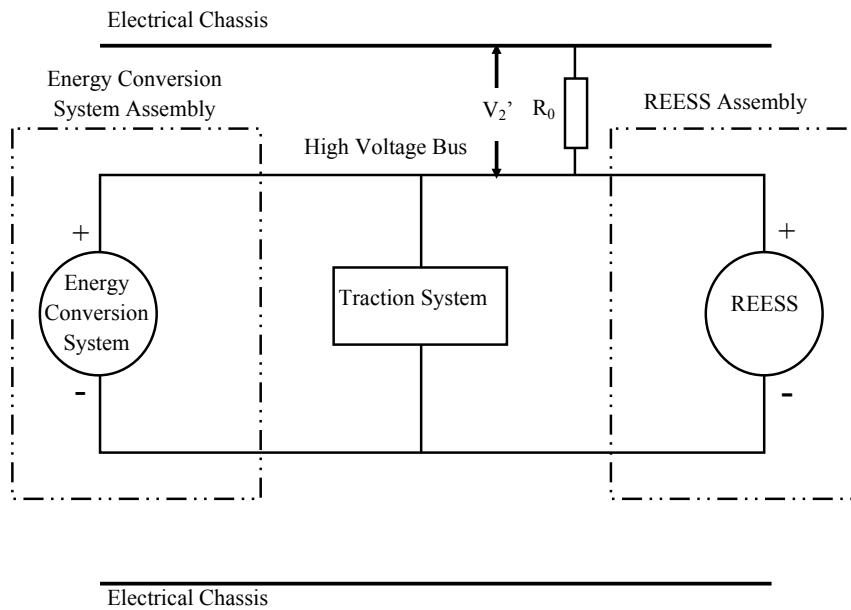 Electrical Chassis
Energy Conversion
System Assembly
V₂’
R₀
REESS Assembly
High Voltage Bus
+
+
Energy
Conversion
System
Traction System
REESS
-
-
Electrical Chassis